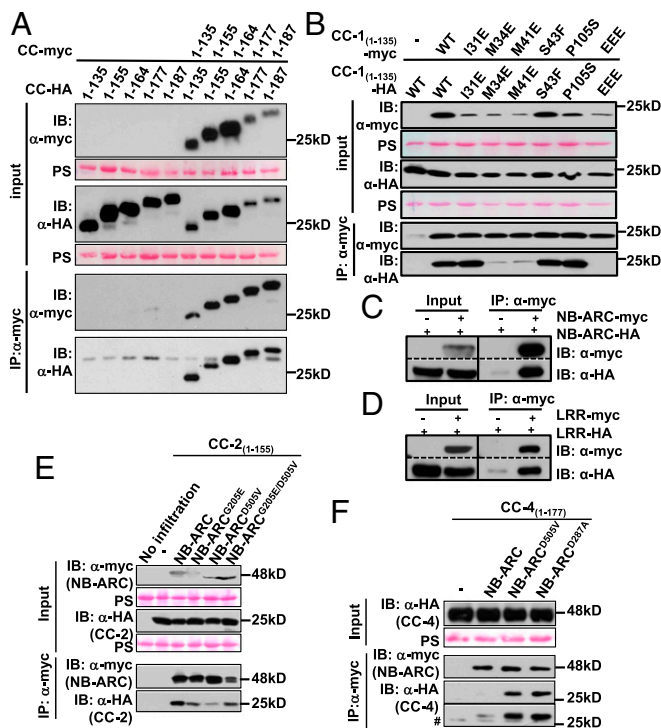 A
CC-myc
1-135 1-155 1-164 1-177 1-187
CC-HA
1-135 1-155 1-164 1-177 1-187 1-135 1-155 1-164 1-177 1-187
input
IB: α-myc
25kD
PS
IB: α-HA
25kD
PS
IP:α-myc
IB: α-myc
25kD
IB: α-HA
25kD
B
CC-1(1-135) -myc
- WT I31E M34E M41E S43F P105S EEE
CC-1(1-135) -HA
WT WT I31E M34E M41E S43F P105S EEE
input
IB: α-myc
25kD
PS
IB: α-HA
25kD
PS
IP: α-myc
IB: α-myc
25kD
IB: α-HA
25kD
C
Input IP: α-myc
- + - + NB-ARC-myc
+ + + + NB-ARC-HA
IB: α-myc
IB: α-HA
D
Input IP: α-myc
- + - + LRR-myc
+ + + + LRR-HA
IB: α-myc
IB: α-HA
E
CC-2(1-155)
No infiltration - NB-ARC NB-ARCG205E NB-ARCD505V NB-ARCG205E/D505V
Input
IB: α-myc (NB-ARC)
48kD
PS
IB: α-HA (CC-2)
25kD
PS
IP: α-myc
IB: α-myc (NB-ARC)
48kD
IB: α-HA (CC-2)
25kD
F
CC-4(1-177)
- NB-ARC NB-ARCD505V NB-ARCD287A
Input
IB: α-HA (CC-4)
48kD
PS
IP:α-myc
IB: α-myc (NB-ARC)
48kD
IB: α-HA (CC-4)
25kD
#
25kD